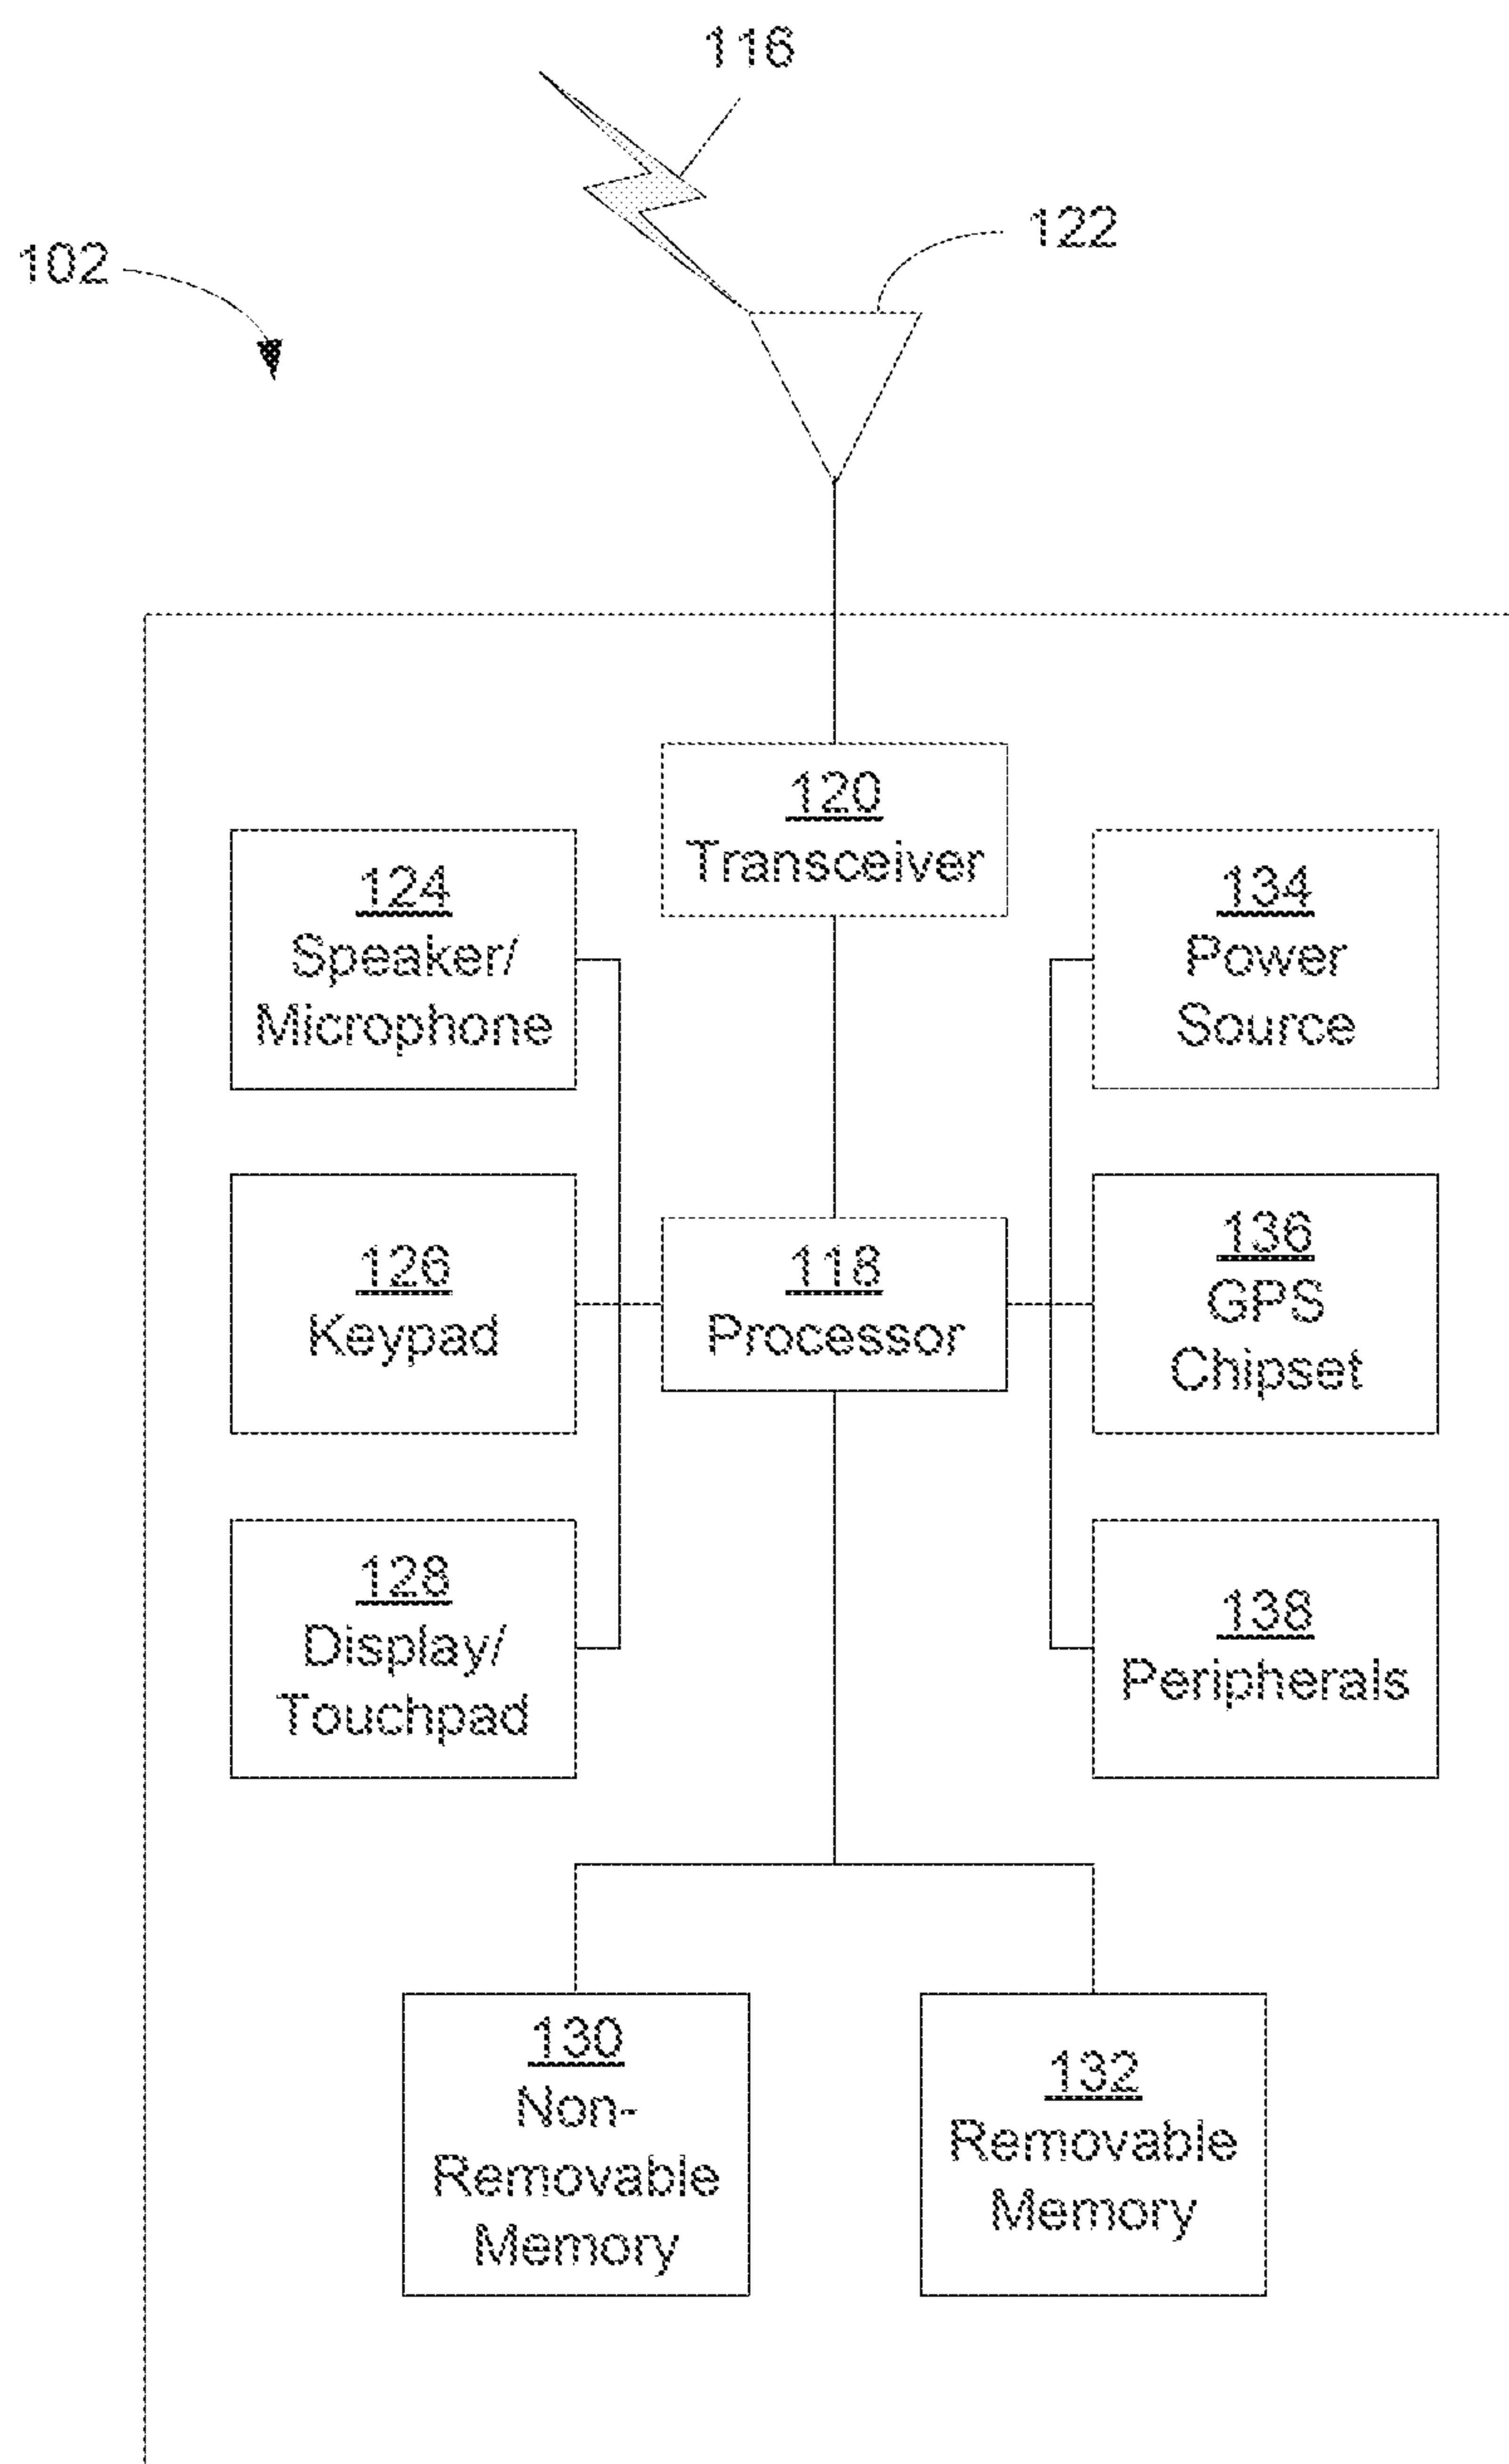 116
122
102
120
Transceiver
124
Speaker/
Microphone
134
Power
Source
126
Keypad
118
Processor
136
GPS
Chipset
128
Display/
Touchpad
138
Peripherals
130
Non-
Removable
Memory
132
Removable
Memory